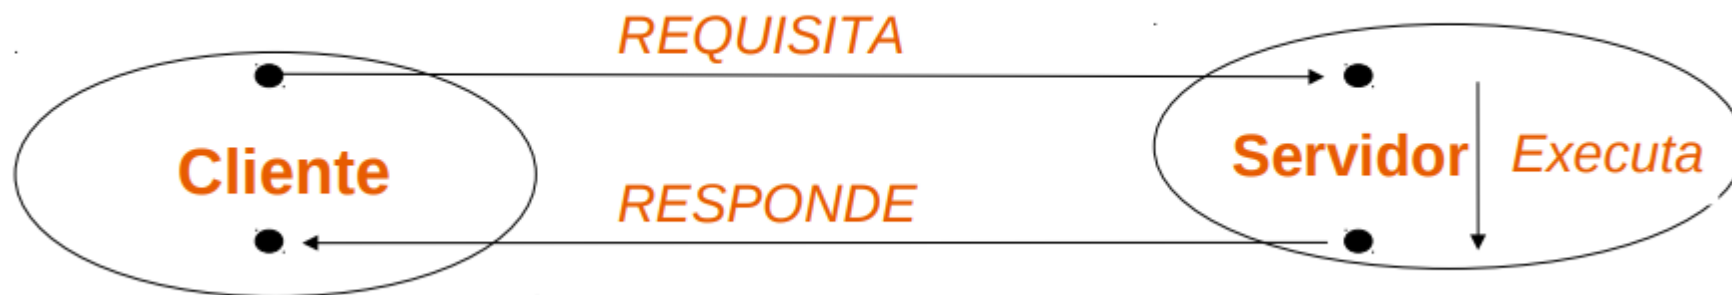 REQUISITA
Cliente
Servidor
Executa
RESPONDE